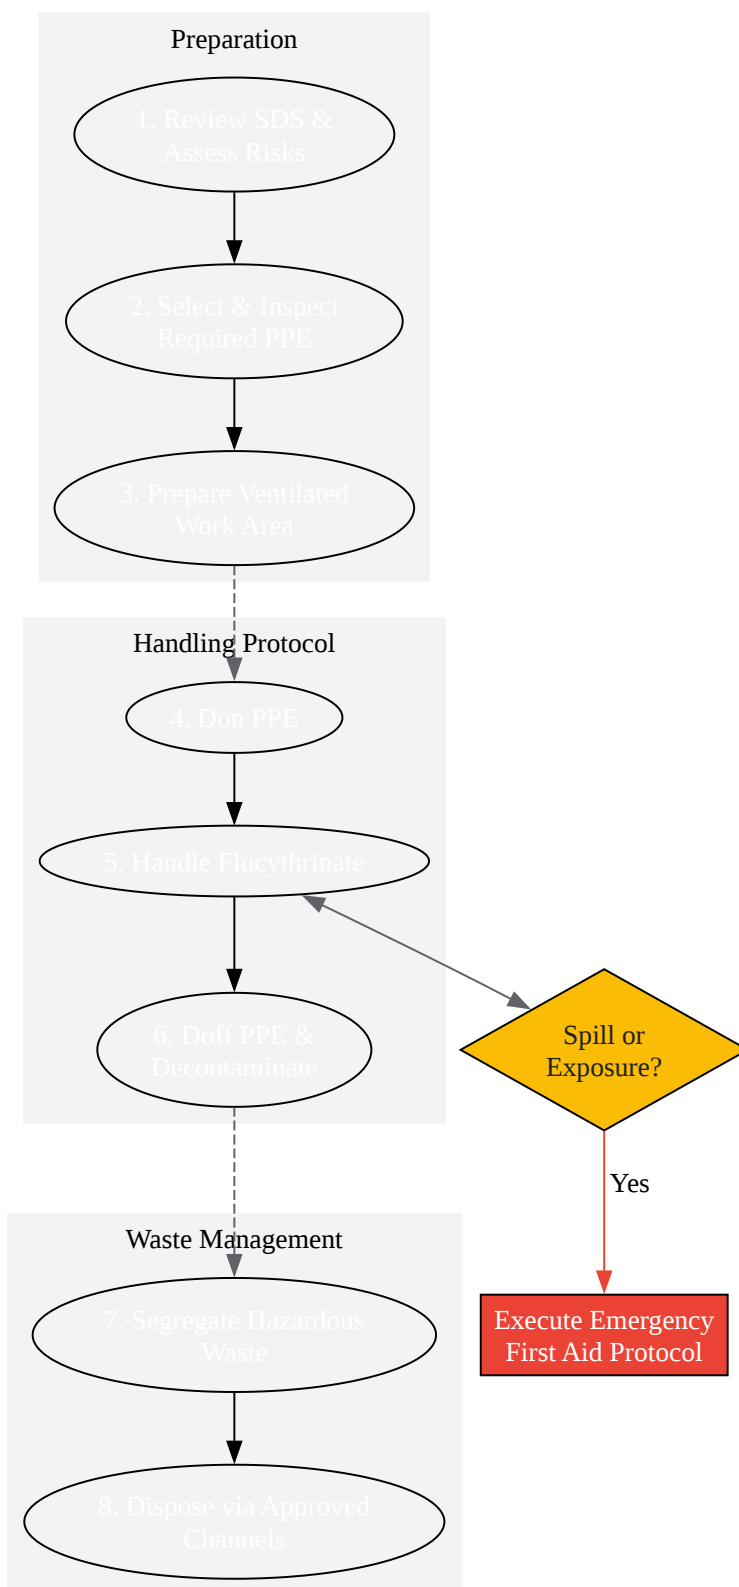 Preparation
1. Review SDS &
Assess Risks
2. Select & Inspect
Required PPE
3. Prepare Ventilated
Work Area
Handling Protocol
4. Don PPE
5. Handle Flucythrinate
6. Doff PPE &
Decontaminate
Spill or
Exposure?
Yes
Waste Management
7. Segregate Hazardous
Waste
Execute Emergency
First Aid Protocol
8. Dispose via Approved
Channels